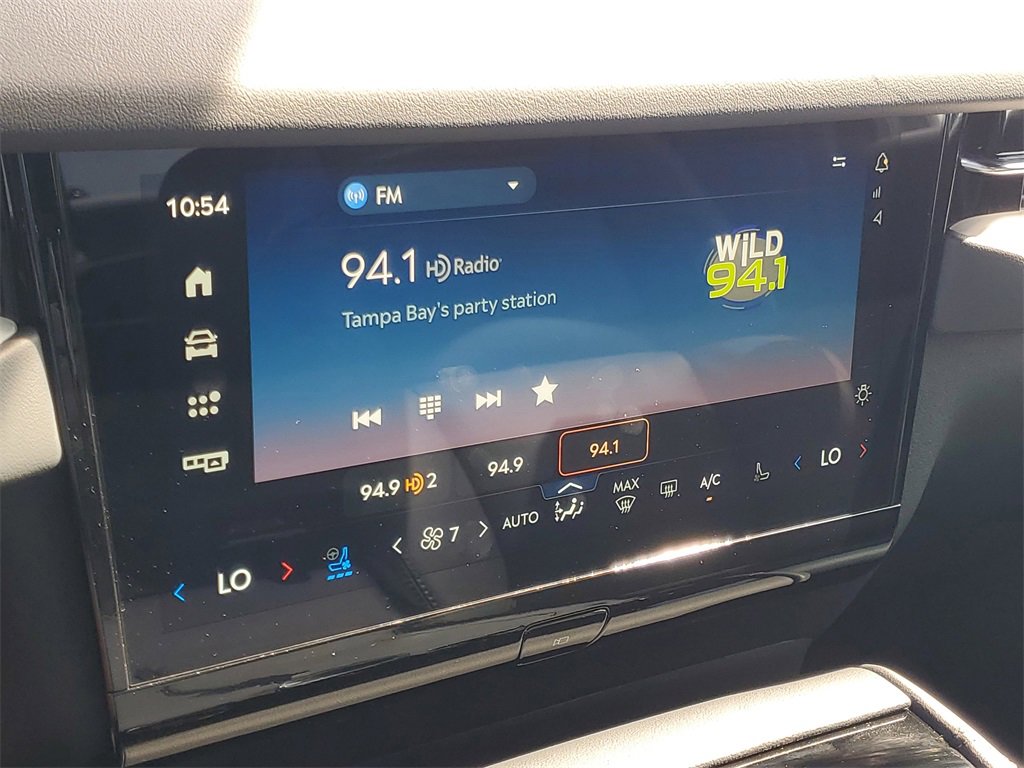 10:54
FM
94.1 HD Radio
Tampa Bay's party station
WiLD
94.1
94.9 HD 2
94.9
94.1
LO
7
AUTO
MAX
A/C
LO